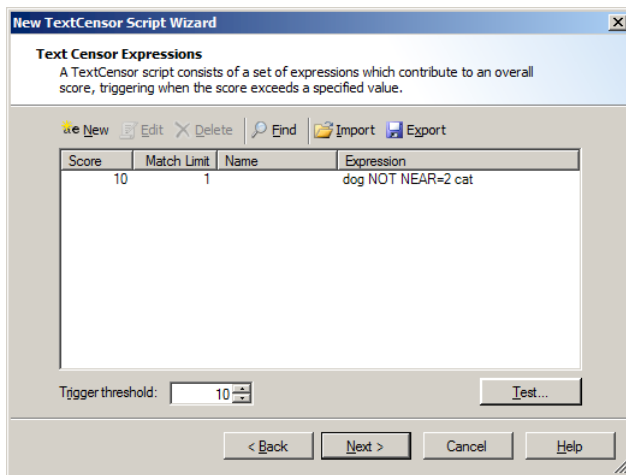 New TextCensor Script Wizard
Text Censor Expressions
A TextCensor script consists of a set of expressions which contribute to an overall
score, triggering when the score exceeds a specified value.
New Edit Delete Find Import Export
Score Match Limit Name Expression
10 1 dog NOT NEAR=2 cat
Trigger threshold: 10 Test...
< Back Next > Cancel Help